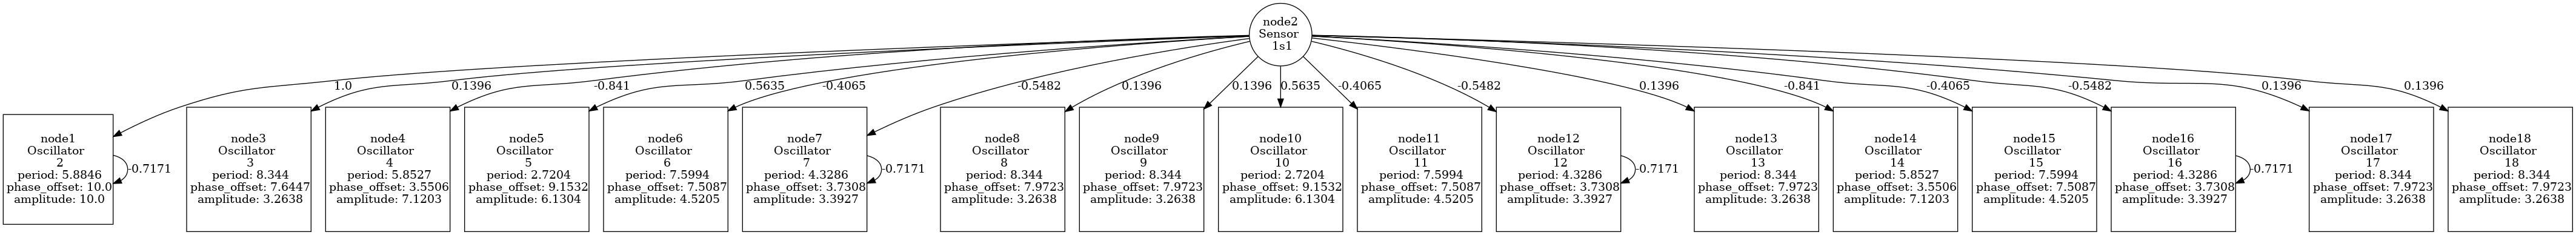 node2
Sensor
1s1
1.0
0.1396
-0.841
0.5635
-0.4065
-0.5482
0.1396
0.1396
0.5635
-0.4065
-0.5482
0.1396
-0.841
-0.4065
-0.5482
0.1396
0.1396
node1
Oscillator
2
period: 5.8846
phase_offset: 10.0
amplitude: 10.0
-0.7171
node3
Oscillator
3
period: 8.344
phase_offset: 7.6447
amplitude: 3.2638
node4
Oscillator
4
period: 5.8527
phase_offset: 3.5506
amplitude: 7.1203
node5
Oscillator
5
period: 2.7204
phase_offset: 9.1532
amplitude: 6.1304
node6
Oscillator
6
period: 7.5994
phase_offset: 7.5087
amplitude: 4.5205
node7
Oscillator
7
period: 4.3286
phase_offset: 3.7308
amplitude: 3.3927
-0.7171
node8
Oscillator
8
period: 8.344
phase_offset: 7.9723
amplitude: 3.2638
node9
Oscillator
9
period: 8.344
phase_offset: 7.9723
amplitude: 3.2638
node10
Oscillator
10
period: 2.7204
phase_offset: 9.1532
amplitude: 6.1304
node11
Oscillator
11
period: 7.5994
phase_offset: 7.5087
amplitude: 4.5205
node12
Oscillator
12
period: 4.3286
phase_offset: 3.7308
amplitude: 3.3927
-0.7171
node13
Oscillator
13
period: 8.344
phase_offset: 7.9723
amplitude: 3.2638
node14
Oscillator
14
period: 5.8527
phase_offset: 3.5506
amplitude: 7.1203
node15
Oscillator
15
period: 7.5994
phase_offset: 7.5087
amplitude: 4.5205
node16
Oscillator
16
period: 4.3286
phase_offset: 3.7308
amplitude: 3.3927
-0.7171
node17
Oscillator
17
period: 8.344
phase_offset: 7.9723
amplitude: 3.2638
node18
Oscillator
18
period: 8.344
phase_offset: 7.9723
amplitude: 3.2638